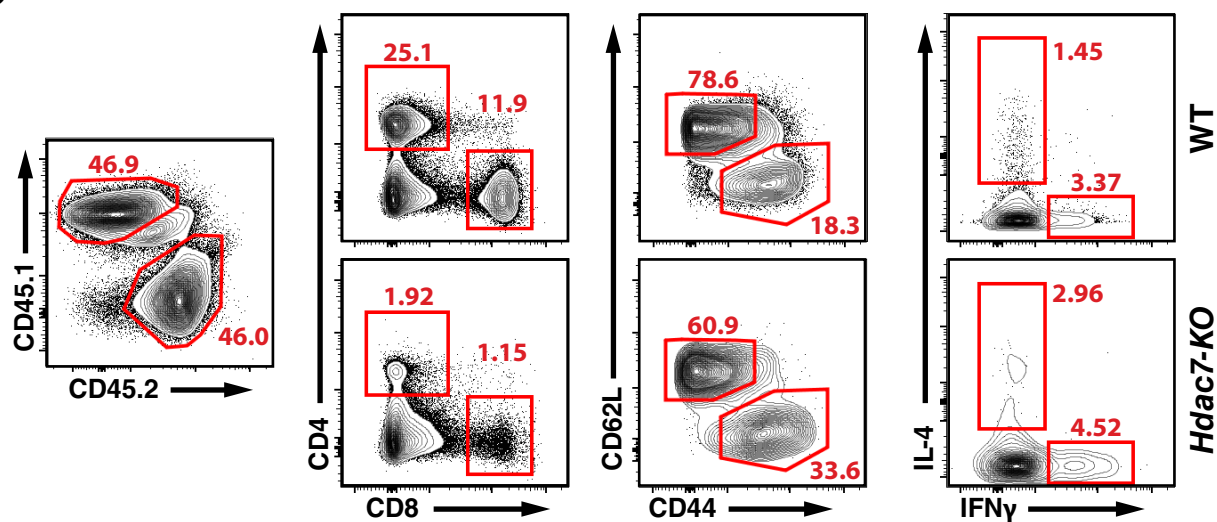 46.9
46.0
CD45.1
CD45.2
25.1
11.9
78.6
18.3
1.45
3.37
WT
1.92
1.15
CD4
CD8
60.9
33.6
CD62L
CD44
2.96
4.52
IL-4
IFNγ
Hdac7-KO